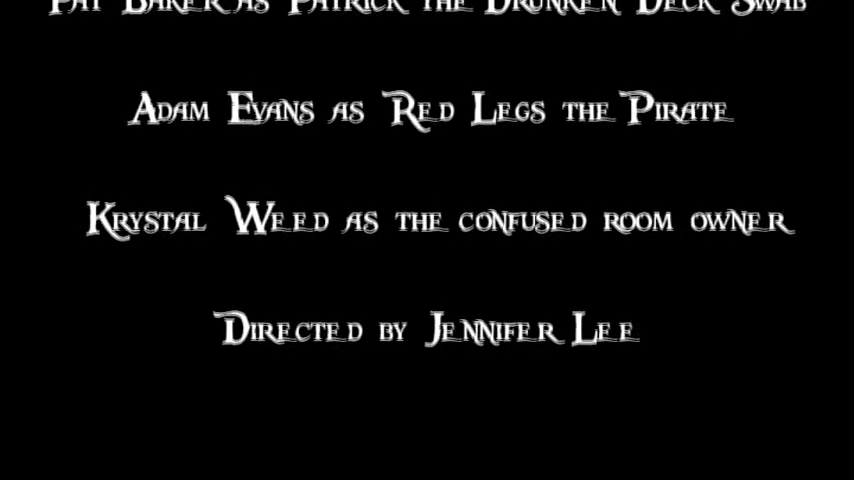 Pat Baker as Patrick the Drunken Deck Swab
Adam Evans as Red Legs the Pirate
Krystal Weed as the confused room owner
Directed by Jennifer Lee